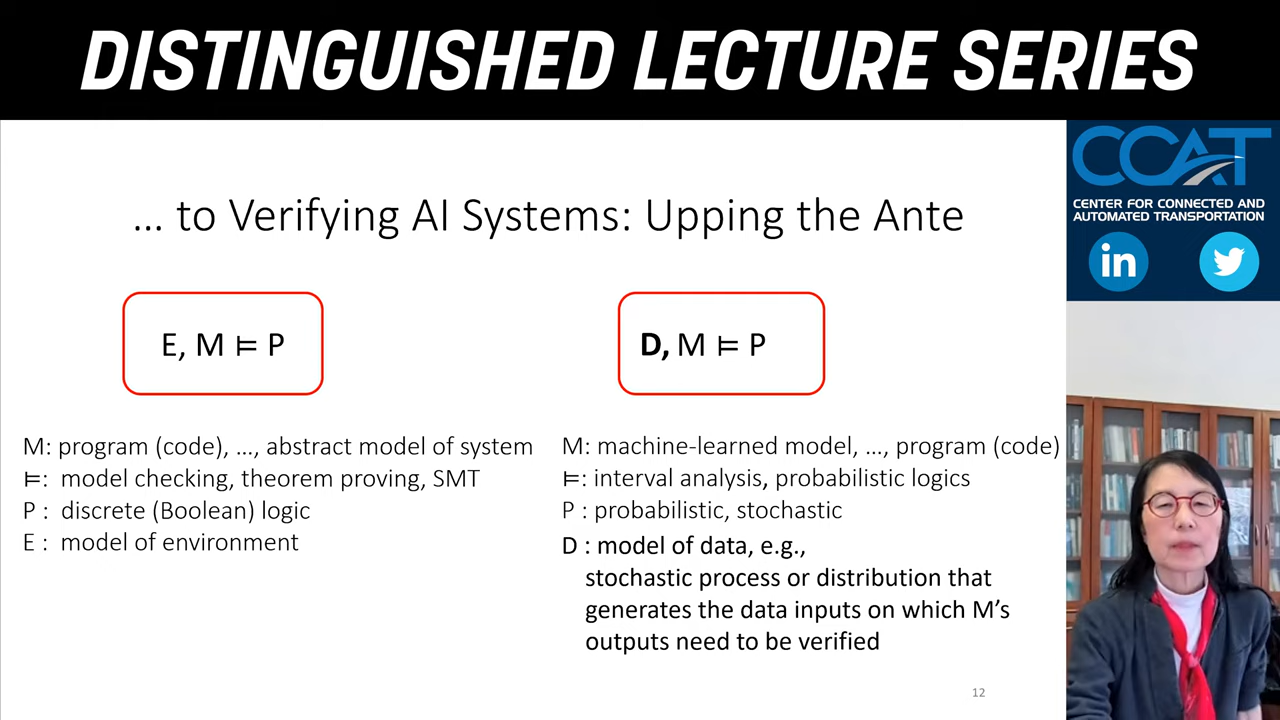 DISTINGUISHED LECTURE SERIES
CCAT
CENTER FOR CONNECTED AND
AUTOMATED TRANSPORTATION
in
... to Verifying AI Systems: Upping the Ante
E, M ⊨ P
D, M ⊨ P
M: program (code), ..., abstract model of system
⊨: model checking, theorem proving, SMT
P : discrete (Boolean) logic
E : model of environment
M: machine-learned model, ..., program (code)
⊨: interval analysis, probabilistic logics
P : probabilistic, stochastic
D : model of data, e.g.,
stochastic process or distribution that
generates the data inputs on which M's
outputs need to be verified
12